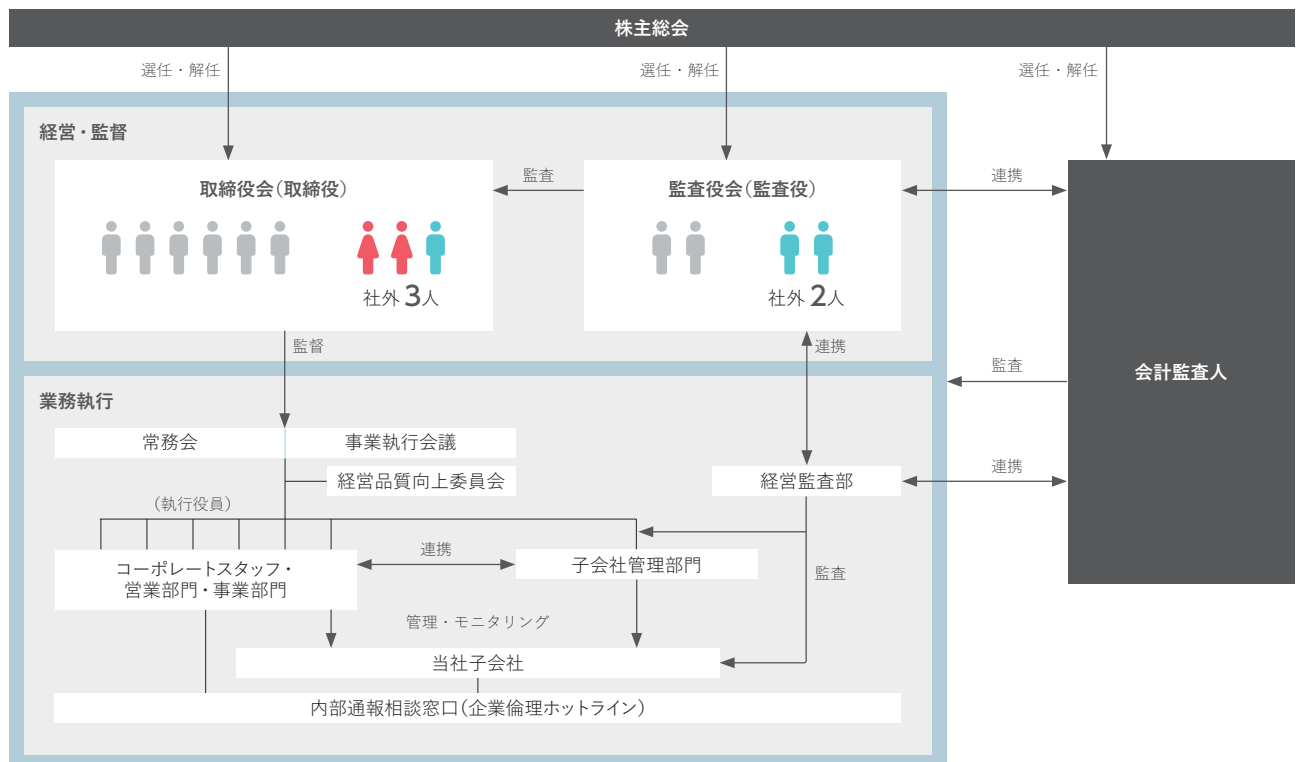 株主総会
選任・解任
選任・解任
選任・解任
経営・監督
取締役会(取締役)
社外 3人
監査
監査役会(監査役)
社外 2人
連携
会計監査人
監督
連携
監査
業務執行
常務会
事業執行会議
経営品質向上委員会
経営監査部
連携
(執行役員)
コーポレートスタッフ・
営業部門・事業部門
連携
子会社管理部門
監査
管理・モニタリング
当社子会社
内部通報相談窓口(企業倫理ホットライン)